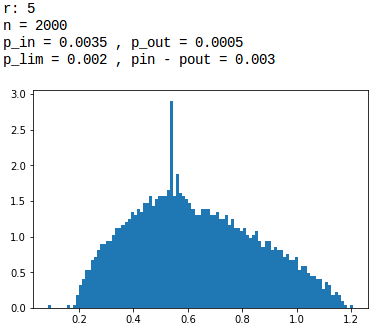 r: 5
n = 2000
p_in = 0.0035 , p_out = 0.0005
p_lim = 0.002 , pin - pout = 0.003
3.0
2.5
2.0
1.5
1.0
0.5
0.0
0.2 0.4 0.6 0.8 1.0 1.2